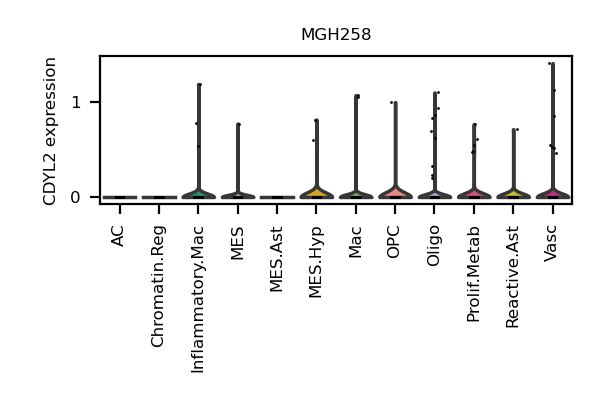 MGH258
CDYL2 expression
1
0
AC
Chromatin.Reg
Inflammatory.Mac
MES
MES.Ast
MES.Hyp
Mac
OPC
Oligo
Prolif.Metab
Reactive.Ast
Vasc